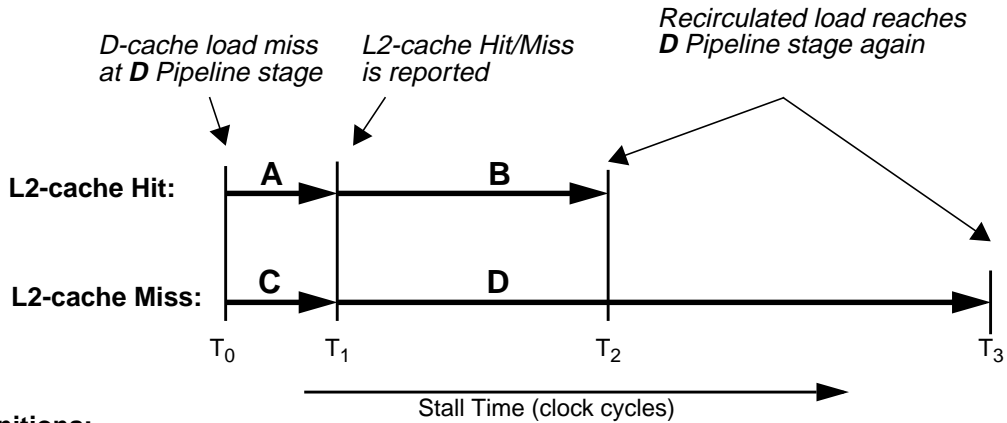 D-cache load miss
at D Pipeline stage
L2-cache Hit/Miss
is reported
Recirculated load reaches
D Pipeline stage again
L2-cache Hit:
A
B
L2-cache Miss:
C
D
T0
T1
T2
T3
Stall Time (clock cycles)